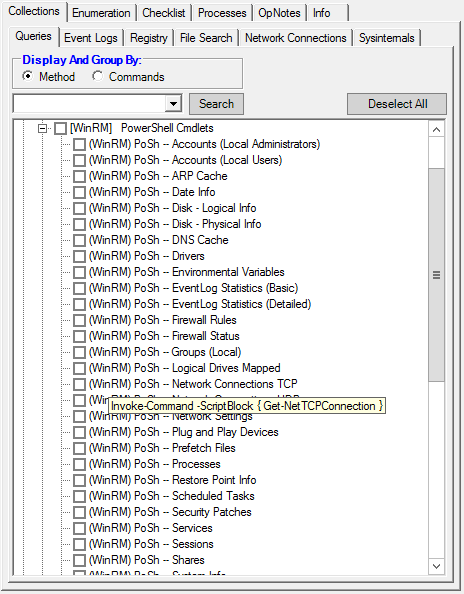 Collections Enumeration Checklist Processes OpNotes Info
Queries Event Logs Registry File Search Network Connections Sysinternals
Display And Group By:
Method Commands
Search Deselect All
[WinRM] PowerShell Cmdlets
(WinRM) PoSh -- Accounts (Local Administrators)
(WinRM) PoSh -- Accounts (Local Users)
(WinRM) PoSh -- ARP Cache
(WinRM) PoSh -- Date Info
(WinRM) PoSh -- Disk - Logical Info
(WinRM) PoSh -- Disk - Physical Info
(WinRM) PoSh -- DNS Cache
(WinRM) PoSh -- Drivers
(WinRM) PoSh -- Environmental Variables
(WinRM) PoSh -- EventLog Statistics (Basic)
(WinRM) PoSh -- EventLog Statistics (Detailed)
(WinRM) PoSh -- Firewall Rules
(WinRM) PoSh -- Firewall Status
(WinRM) PoSh -- Groups (Local)
(WinRM) PoSh -- Logical Drives Mapped
(WinRM) PoSh -- Network Connections TCP
Invoke-Command -ScriptBlock { Get-NetTCPConnection }
(WinRM) PoSh -- Network Settings
(WinRM) PoSh -- Plug and Play Devices
(WinRM) PoSh -- Prefetch Files
(WinRM) PoSh -- Processes
(WinRM) PoSh -- Restore Point Info
(WinRM) PoSh -- Scheduled Tasks
(WinRM) PoSh -- Security Patches
(WinRM) PoSh -- Services
(WinRM) PoSh -- Sessions
(WinRM) PoSh -- Shares
(WinRM) PoSh -- System Info